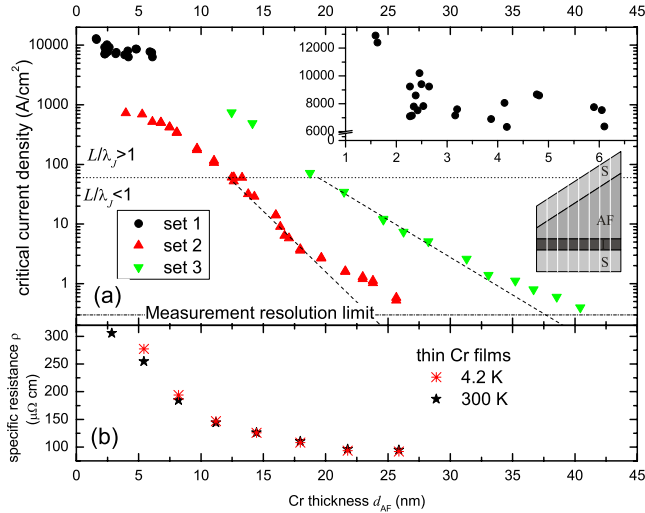 10000
1000
100
10
1
critical current density (A/cm²)
L/λJ>1
L/λJ<1
set 1
set 2
set 3
(a)
Measurement resolution limit
12000
10000
8000
6000
1 2 3 4 5 6
S
AF
I
S
0 5 10 15 20 25 30 35 40 45
300
250
200
150
100
specific resistance ρ
(μΩ cm)
(b)
thin Cr films
4.2 K
300 K
0 5 10 15 20 25 30 35 40 45
Cr thickness dAF (nm)